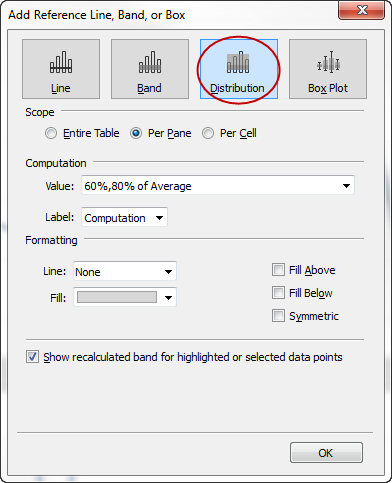 Add Reference Line, Band, or Box
Line Band Distribution Box Plot
Scope
Entire Table Per Pane Per Cell
Computation
Value: 60%,80% of Average
Label: Computation
Formatting
Line: None Fill Above
Fill: Fill Below
Symmetric
Show recalculated band for highlighted or selected data points
OK